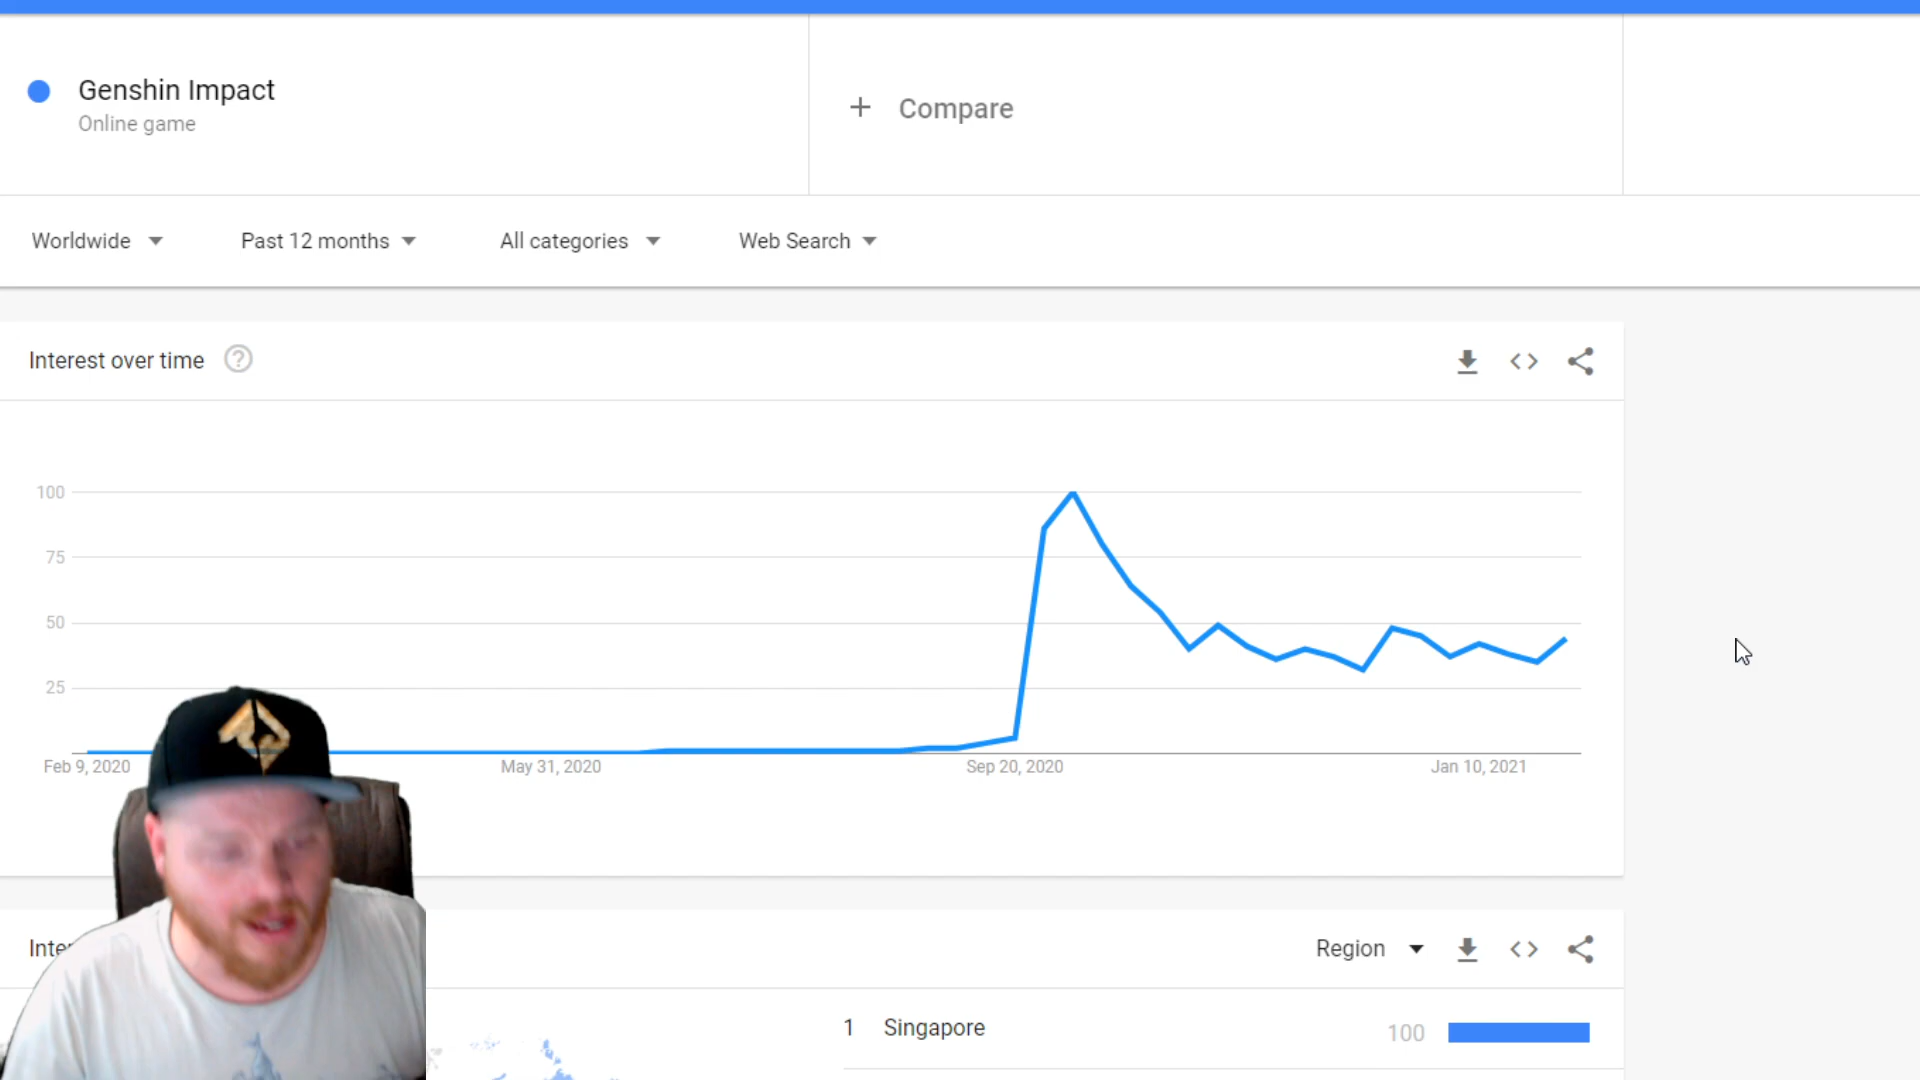 Genshin Impact
Online game
+ Compare
Worldwide
Past 12 months
All categories
Web Search
Interest over time
100
75
50
25
Feb 9, 2020
May 31, 2020
Sep 20, 2020
Jan 10, 2021
Region
1 Singapore 100